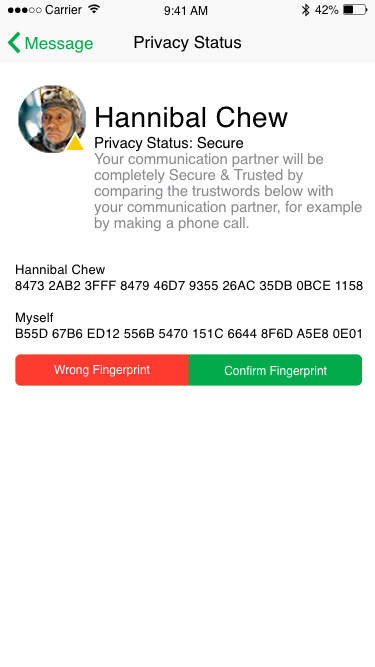 Carrier 9:41 AM 42%
Message Privacy Status
Hannibal Chew
Privacy Status: Secure
Your communication partner will be
completely Secure & Trusted by
comparing the trustwords below with
your communication partner, for example
by making a phone call.
Hannibal Chew
8473 2AB2 3FFF 8479 46D7 9355 26AC 35DB 0BCE 1158
Myself
B55D 67B6 ED12 556B 5470 151C 6644 8F6D A5E8 0E01
Wrong Fingerprint Confirm Fingerprint